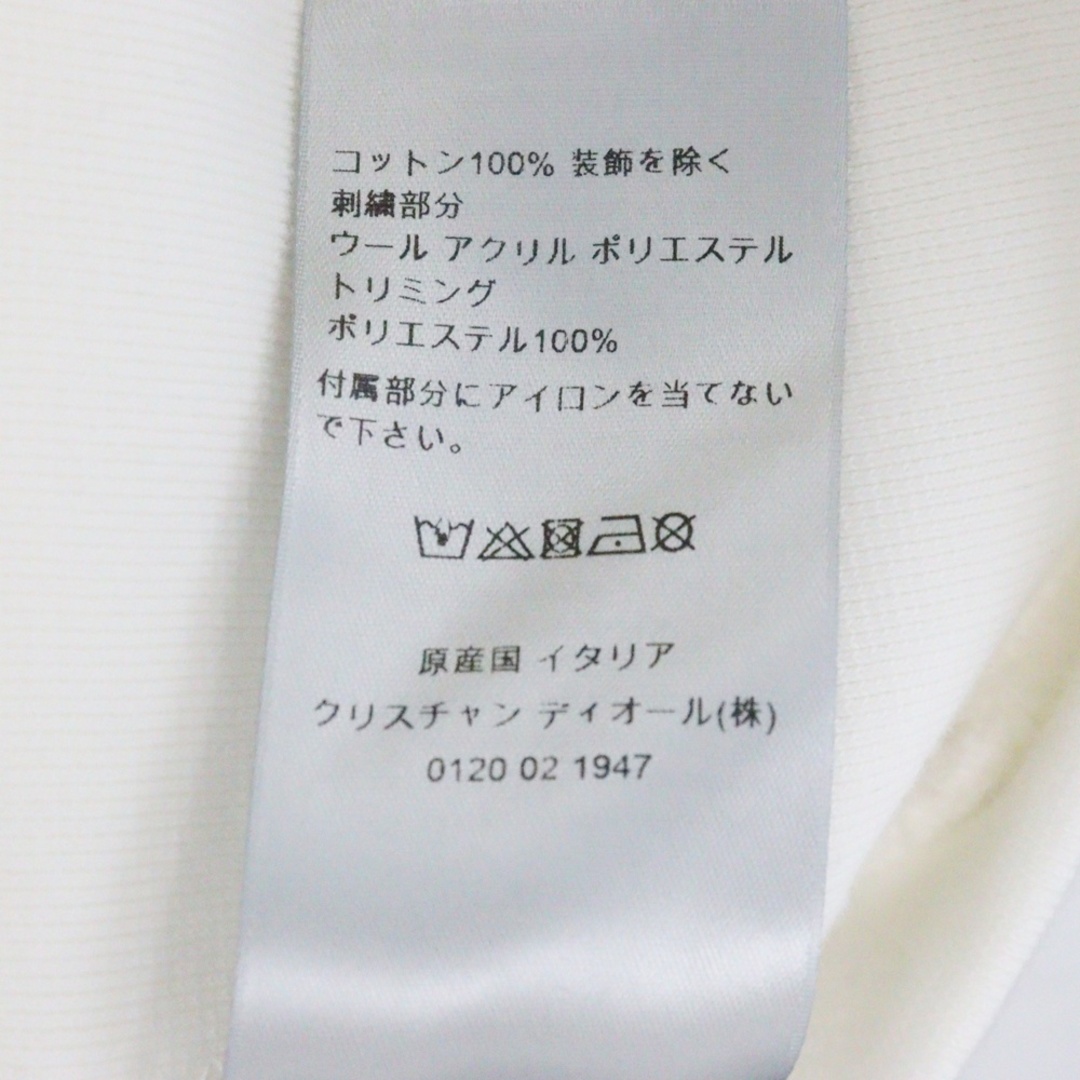 コットン100% 装飾を除く
刺繍部分
ウール アクリル ポリエステル
トリミング
ポリエステル100%
付属部分にアイロンを当てない
で下さい。
原産国 イタリア
クリスチャン ディオール(株)
0120 02 1947